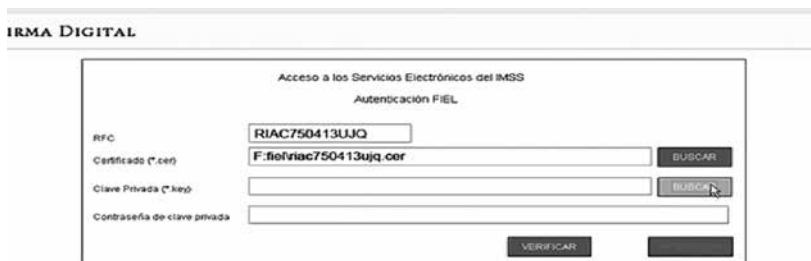 IRMA DIGITAL
Acceso a los Servicios Electrónicos del IMSS
Autenticación FIEL
RFC RIAC750413UJQ
Certificado (*.cer) F:fiel\riac750413ujq.cer BUSCAR
Clave Privada (*.key) BUSCAR
Contraseña de clave privada
VERIFICAR